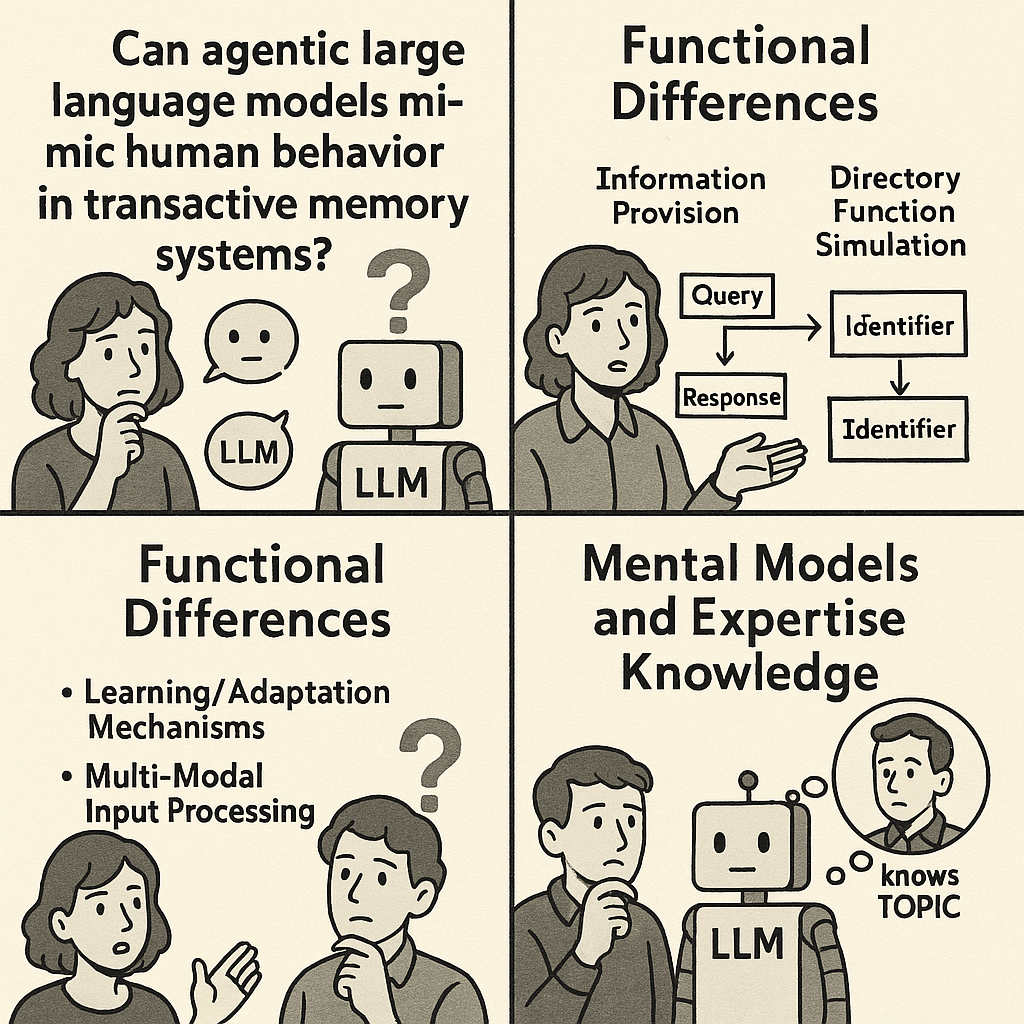 Can agentic large
language models mi-
mic human behavior
in transactive memory
systems?
?
LLM
LLM
Functional
Differences
Information
Provision
Directory
Function
Simulation
Query
Response
Identifier
Identifier
Functional
Differences
• Learning/Adaptation
Mechanisms
• Multi-Modal
Input Processing
?
Mental Models
and Expertise
Knowledge
knows
TOPIC
LLM